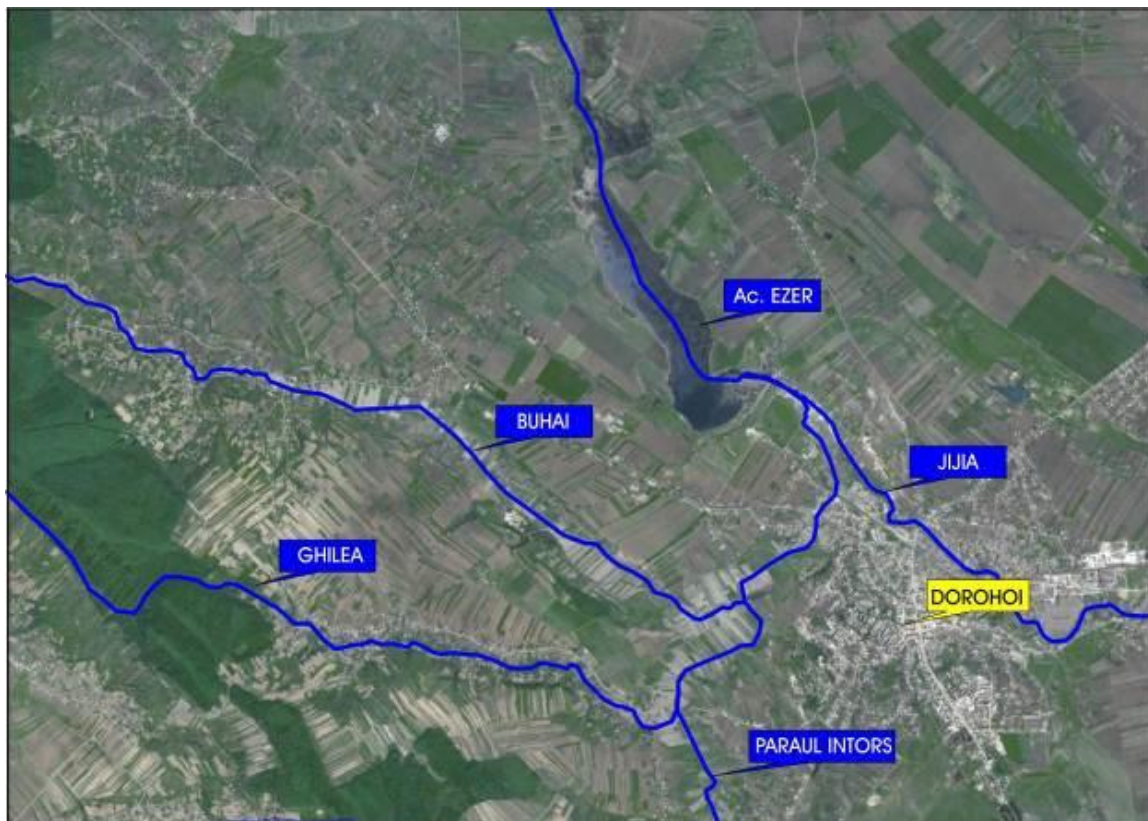 Ac. EZER
BUHAI
JIJIA
GHILEA
DOROHOI
PARAUL INTORS